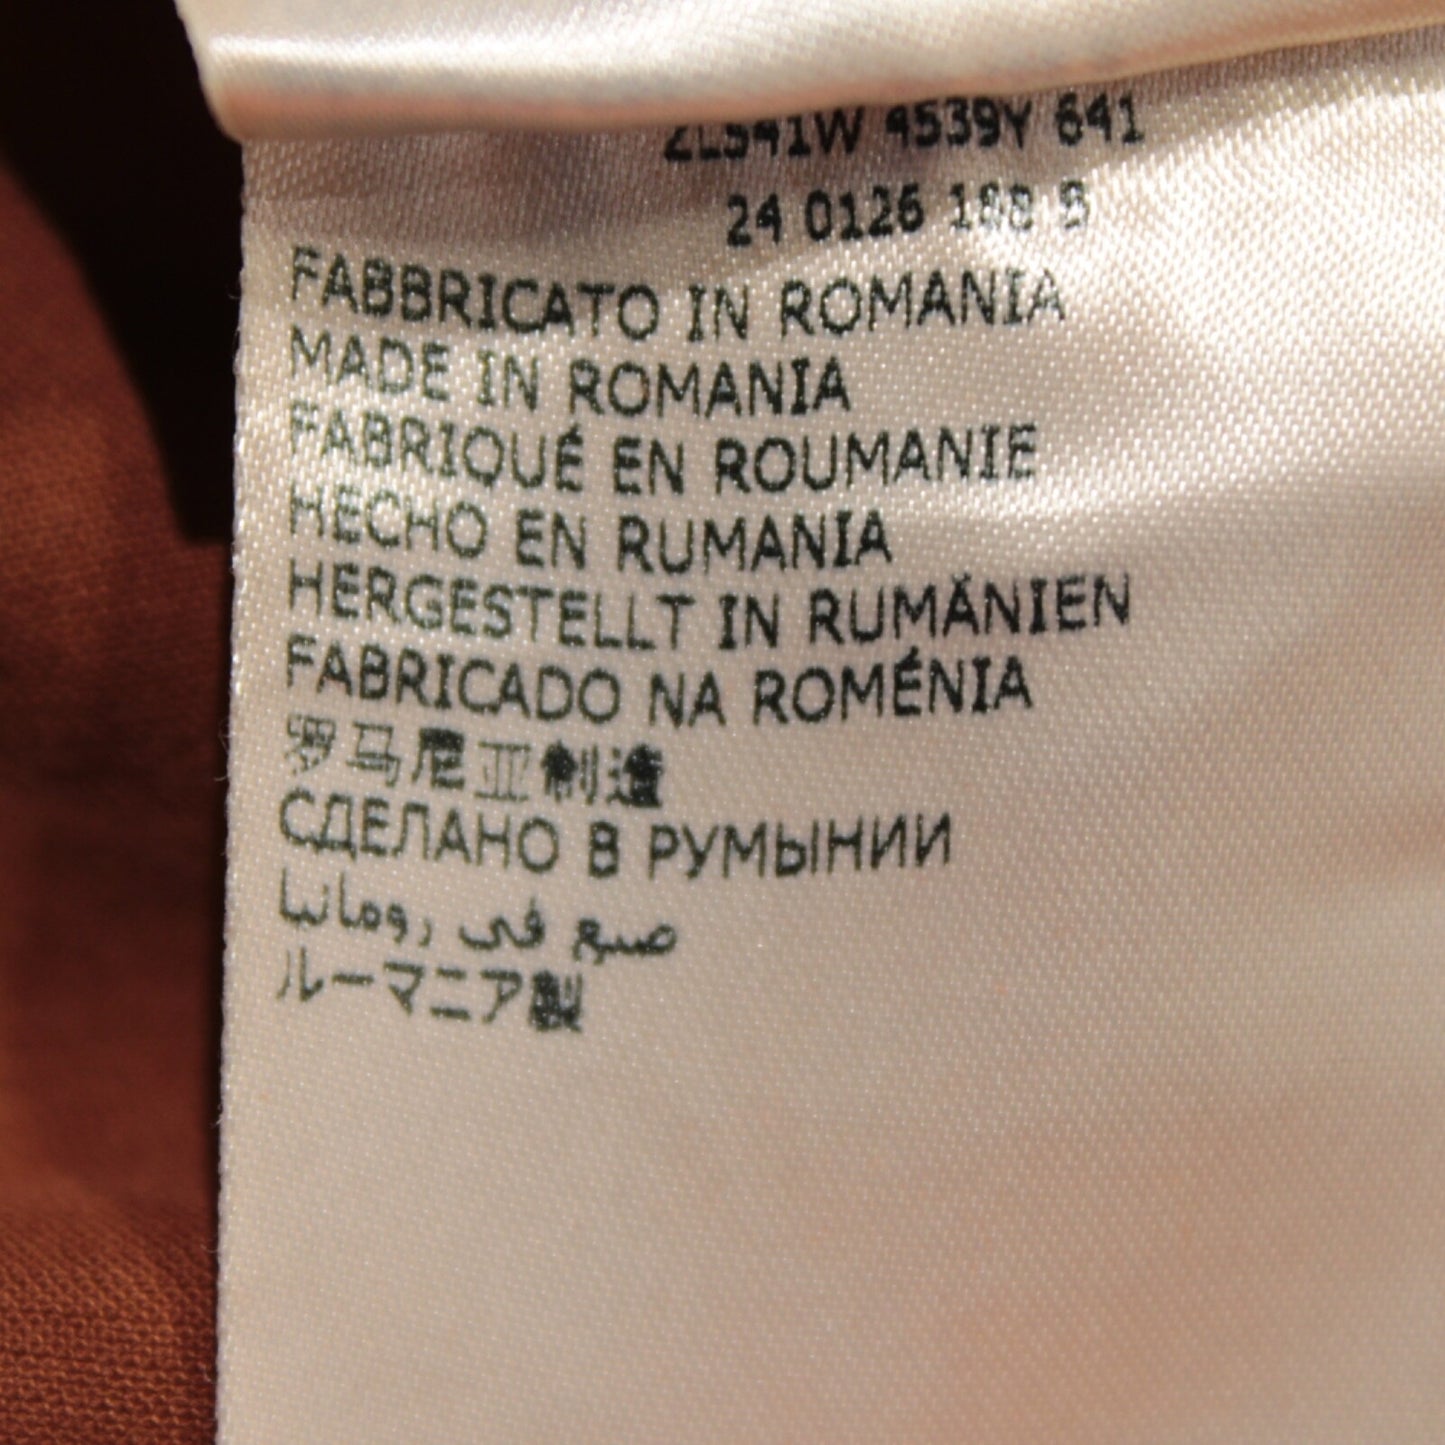 ZL541W 4539Y 641
24 0126 188 B
FABBRICATO IN ROMANIA
MADE IN ROMANIA
FABRIQUÉ EN ROUMANIE
HECHO EN RUMANIA
HERGESTELLT IN RUMÄNIEN
FABRICADO NA ROMÉNIA
罗马尼亚制造
СДЕЛАНО В РУМЫНИИ
صنع في رومانيا
ルーマニア製